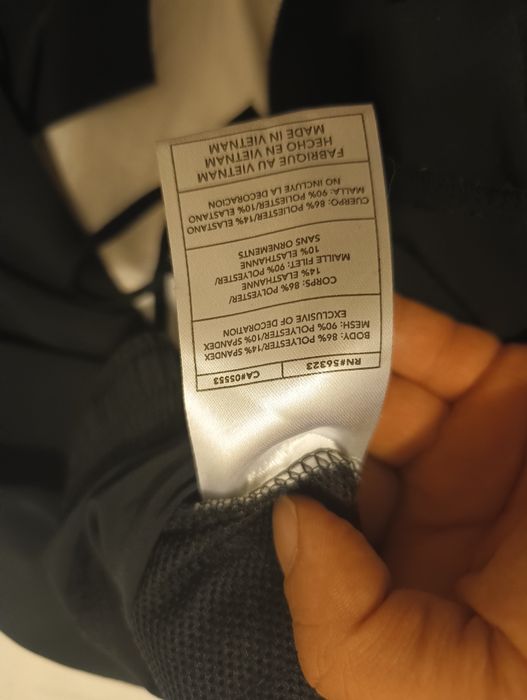 RN#56323 CA#05553
BODY: 86% POLYESTER/14% SPANDEX
MESH: 90% POLYESTER/10% SPANDEX
EXCLUSIVE OF DECORATION
CORPS: 86% POLYESTER/
14% ELASTHANNE
MAILLE FILET: 90% POLYESTER/
10% ELASTHANNE
SANS ORNEMENTS
CUERPO: 86% POLIESTER/14% ELASTANO
MALLA: 90% POLIESTER/10% ELASTANO
NO INCLUYE LA DECORACION
FABRIQUE AU VIETNAM
HECHO EN VIETNAM
MADE IN VIETNAM